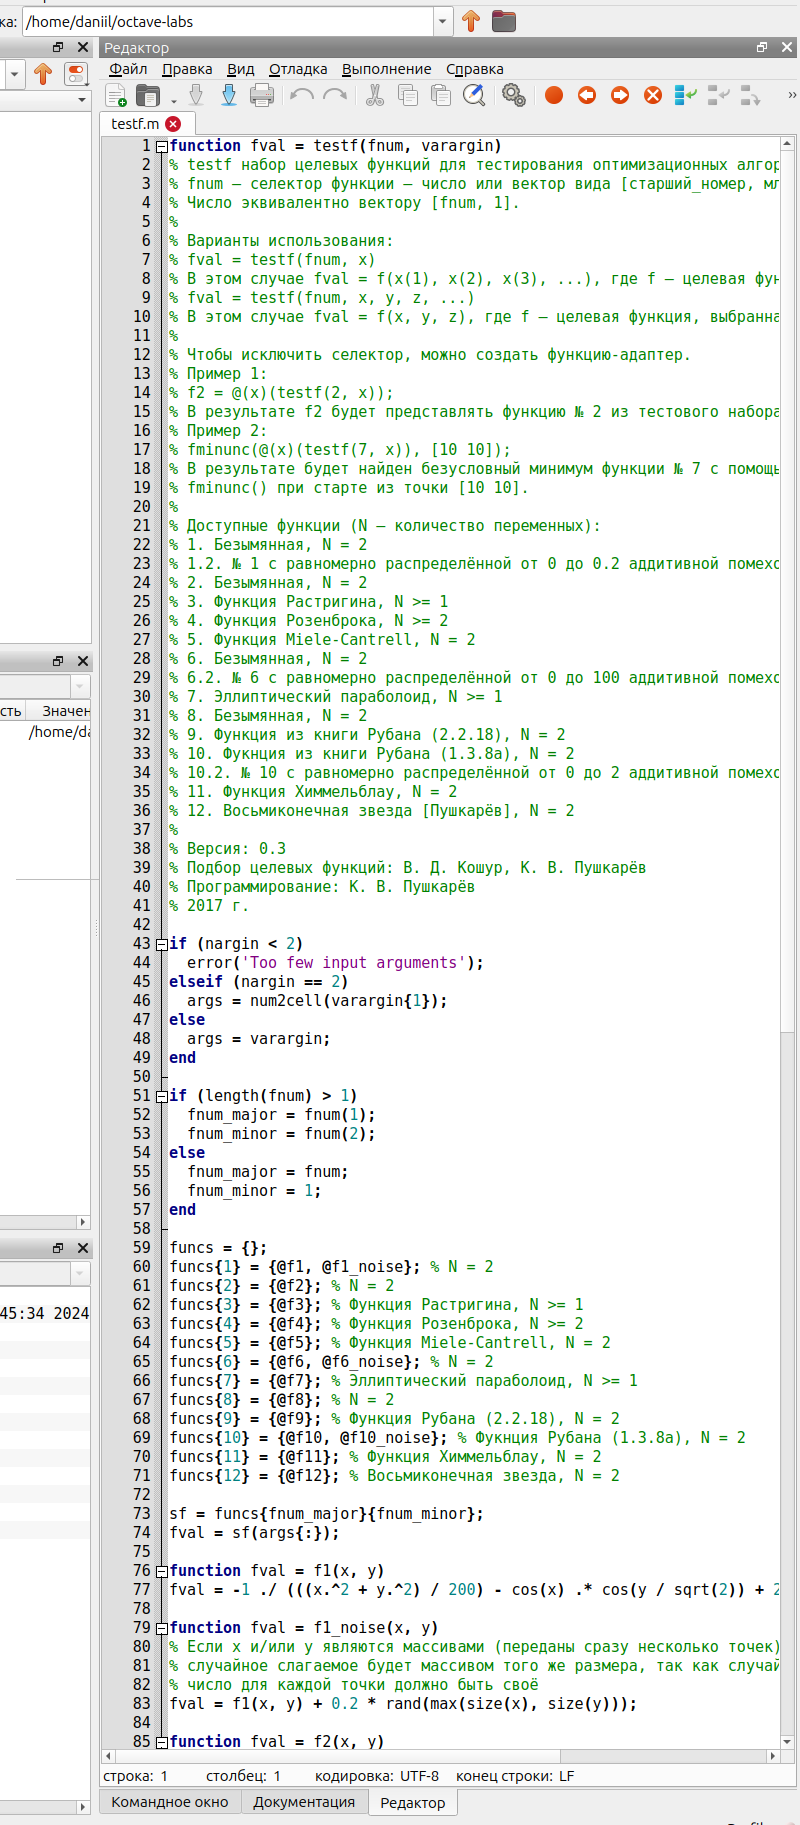 ка: /home/daniil/octave-labs
Редактор
Файл Правка Вид Отладка Выполнение Справка
testf.m
1 function fval = testf(fnum, varargin)
2 % testf набор целевых функций для тестирования оптимизационных алгор
3 % fnum — селектор функции — число или вектор вида [старший_номер, мл
4 % Число эквивалентно вектору [fnum, 1].
5 %
6 % Варианты использования:
7 % fval = testf(fnum, x)
8 % В этом случае fval = f(x(1), x(2), x(3), ...), где f — целевая фун
9 % fval = testf(fnum, x, y, z, ...)
10 % В этом случае fval = f(x, y, z), где f — целевая функция, выбранна
11 %
12 % Чтобы исключить селектор, можно создать функцию-адаптер.
13 % Пример 1:
14 % f2 = @(x)(testf(2, x));
15 % В результате f2 будет представлять функцию № 2 из тестового набора
16 % Пример 2:
17 % fminunc(@(x)(testf(7, x)), [10 10]);
18 % В результате будет найден безусловный минимум функции № 7 с помощь
19 % fminunc() при старте из точки [10 10].
20 %
21 % Доступные функции (N — количество переменных):
22 % 1. Безымянная, N = 2
23 % 1.2. № 1 с равномерно распределённой от 0 до 0.2 аддитивной помехо
24 % 2. Безымянная, N = 2
25 % 3. Функция Растригина, N >= 1
26 % 4. Функция Розенброка, N >= 2
27 % 5. Функция Miele-Cantrell, N = 2
28 % 6. Безымянная, N = 2
29 % 6.2. № 6 с равномерно распределённой от 0 до 100 аддитивной помехо
30 % 7. Эллиптический параболоид, N >= 1
31 % 8. Безымянная, N = 2
32 % 9. Функция из книги Рубана (2.2.18), N = 2
33 % 10. Фукнция из книги Рубана (1.3.8а), N = 2
34 % 10.2. № 10 с равномерно распределённой от 0 до 2 аддитивной помехо
35 % 11. Функция Химмельблау, N = 2
36 % 12. Восьмиконечная звезда [Пушкарёв], N = 2
37 %
38 % Версия: 0.3
39 % Подбор целевых функций: В. Д. Кошур, К. В. Пушкарёв
40 % Программирование: К. В. Пушкарёв
41 % 2017 г.
42
43 if (nargin < 2)
44 error('Too few input arguments');
45 elseif (nargin == 2)
46 args = num2cell(varargin{1});
47 else
48 args = varargin;
49 end
50
51 if (length(fnum) > 1)
52 fnum_major = fnum(1);
53 fnum_minor = fnum(2);
54 else
55 fnum_major = fnum;
56 fnum_minor = 1;
57 end
58
59 funcs = {};
60 funcs{1} = {@f1, @f1_noise}; % N = 2
61 funcs{2} = {@f2}; % N = 2
62 funcs{3} = {@f3}; % Функция Растригина, N >= 1
63 funcs{4} = {@f4}; % Функция Розенброка, N >= 2
64 funcs{5} = {@f5}; % Функция Miele-Cantrell, N = 2
65 funcs{6} = {@f6, @f6_noise}; % N = 2
66 funcs{7} = {@f7}; % Эллиптический параболоид, N >= 1
67 funcs{8} = {@f8}; % N = 2
68 funcs{9} = {@f9}; % Функция Рубана (2.2.18), N = 2
69 funcs{10} = {@f10, @f10_noise}; % Фукнция Рубана (1.3.8а), N = 2
70 funcs{11} = {@f11}; % Функция Химмельблау, N = 2
71 funcs{12} = {@f12}; % Восьмиконечная звезда, N = 2
72
73 sf = funcs{fnum_major}{fnum_minor};
74 fval = sf(args{:});
75
76 function fval = f1(x, y)
77 fval = -1 ./ (((x.^2 + y.^2) / 200) - cos(x) .* cos(y / sqrt(2)) + 2
78
79 function fval = f1_noise(x, y)
80 % Если x и/или y являются массивами (переданы сразу несколько точек)
81 % случайное слагаемое будет массивом того же размера, так как случай
82 % число для каждой точки должно быть своё
83 fval = f1(x, y) + 0.2 * rand(max(size(x), size(y)));
84
85 function fval = f2(x, y)
строка: 1 столбец: 1 кодировка: UTF-8 конец строки: LF
Командное окно Документация Редактор
сть Значен
/home/da
45:34 2024